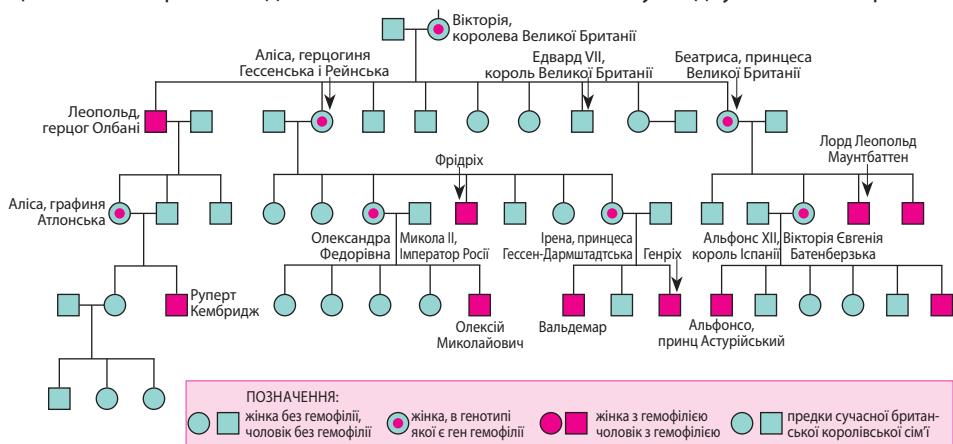 Вікторія,
королева Великої Британії
Аліса, герцогиня
Гессенська і Рейнська
Едвард VII,
король Великої Британії
Беатриса, принцеса
Великої Британії
Леопольд,
герцог Олбані
Фрідріх
Лорд Леопольд
Маунтбаттен
Аліса, графиня
Атлонська
Олександра
Федорівна
Микола II,
Імператор Росії
Ірена, принцеса
Гессен-Дармштадтська
Генріх
Альфонс XII,
король Іспанії
Вікторія Євгенія
Батенберзька
Руперт
Кембридж
Олексій
Миколайович
Вальдемар
Альфонсо,
принц Астурійський
ПОЗНАЧЕННЯ:
жінка без гемофілії,
чоловік без гемофілії
жінка, в генотипі
якої є ген гемофілії
жінка з гемофілією
чоловік з гемофілією
предки сучасної британ-
ської королівської сім’ї